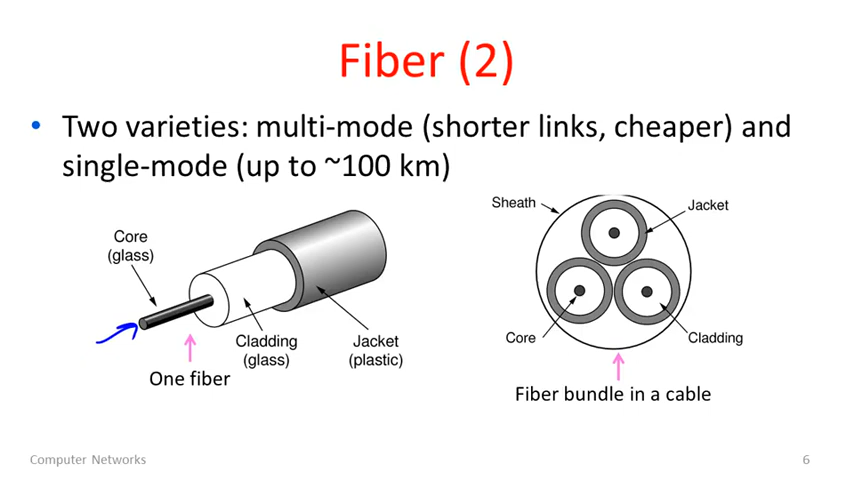 Fiber (2)
• Two varieties: multi-mode (shorter links, cheaper) and
single-mode (up to ~100 km)
Core
(glass)
Cladding
(glass)
Jacket
(plastic)
One fiber
Sheath
Jacket
Core
Cladding
Fiber bundle in a cable
Computer Networks
6